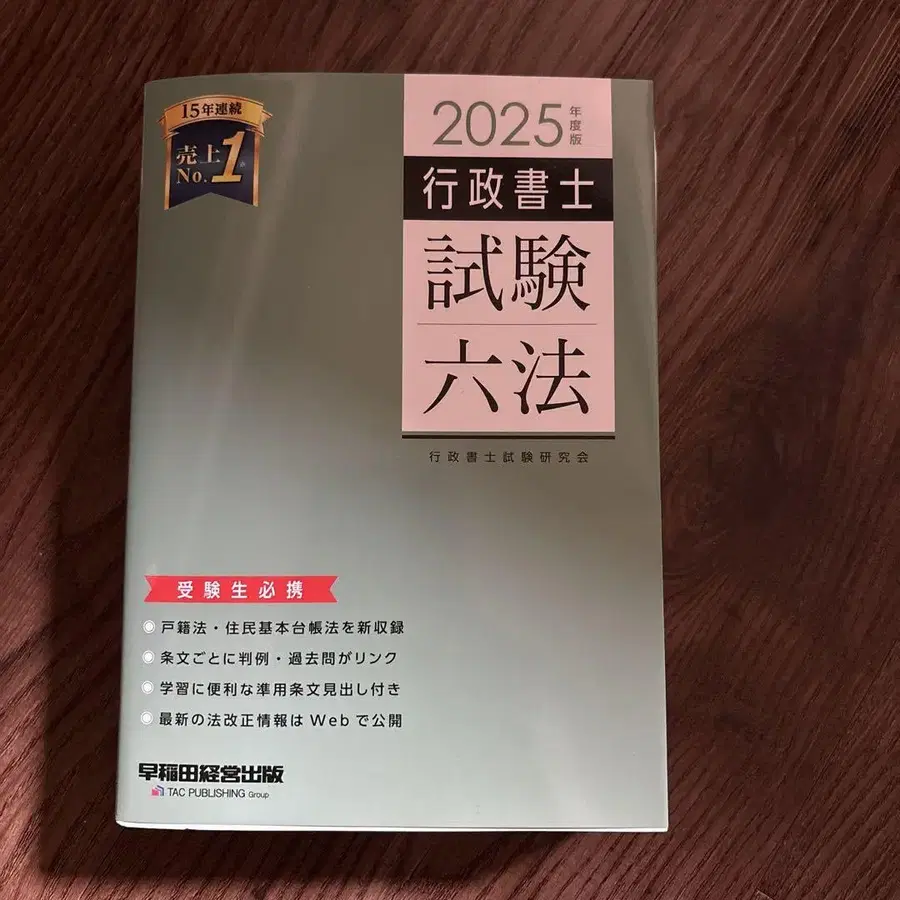 15年連続
売上
No.1
2025年度版
行政書士
試験
六法
行政書士試験研究会
受験生必携
戸籍法・住民基本台帳法を新収録
条文ごとに判例・過去問がリンク
学習に便利な準用条文見出し付き
最新の法改正情報はWebで公開
早稲田経営出版
TAC PUBLISHING Group